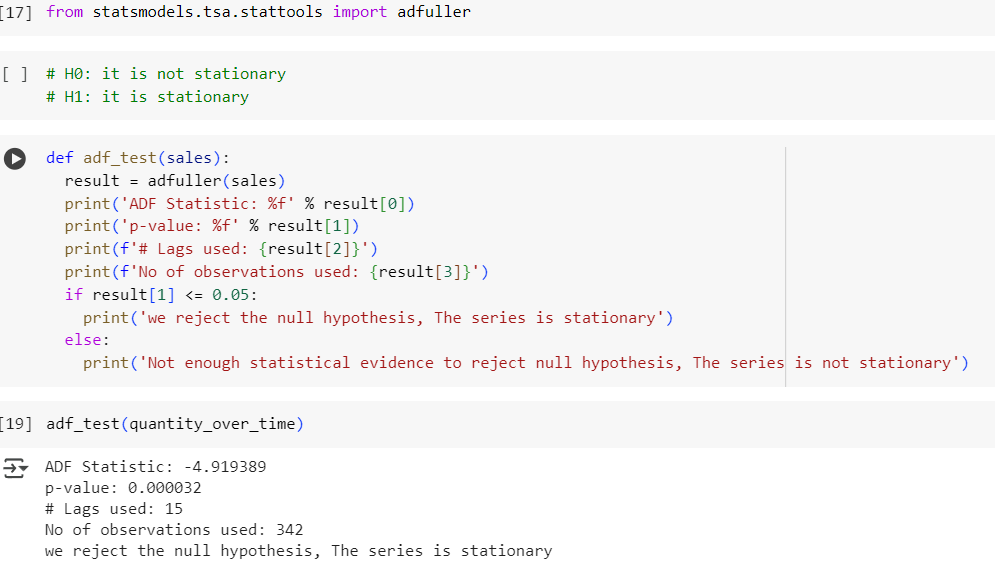 [17] from statsmodels.tsa.stattools import adfuller
[ ] # H0: it is not stationary
# H1: it is stationary
def adf_test(sales):
  result = adfuller(sales)
  print('ADF Statistic: %f' % result[0])
  print('p-value: %f' % result[1])
  print(f'# Lags used: {result[2]}')
  print(f'No of observations used: {result[3]}')
  if result[1] <= 0.05:
    print('we reject the null hypothesis, The series is stationary')
  else:
    print('Not enough statistical evidence to reject null hypothesis, The series is not stationary')
[19] adf_test(quantity_over_time)
ADF Statistic: -4.919389
p-value: 0.000032
# Lags used: 15
No of observations used: 342
we reject the null hypothesis, The series is stationary